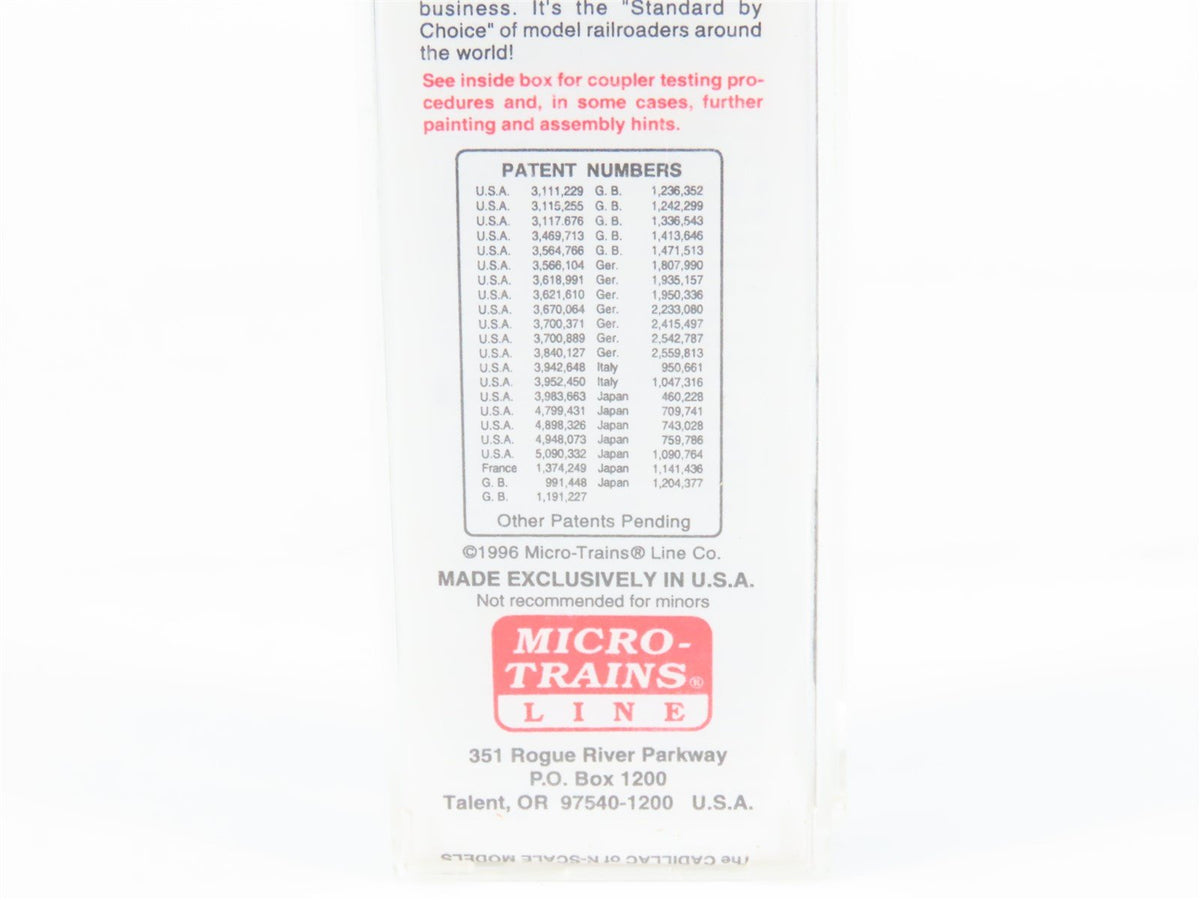 business. It's the "Standard by
Choice" of model railroaders around
the world!
See inside box for coupler testing pro-
cedures and, in some cases, further
painting and assembly hints.
PATENT NUMBERS
U.S.A. 3,111,229 G. B. 1,236,352
U.S.A. 3,115,255 G. B. 1,242,299
U.S.A. 3,117.676 G. B. 1,336,543
U.S.A. 3,469,713 G. B. 1,413,646
U.S.A. 3,564,766 G. B. 1,471,513
U.S.A. 3,566,104 Ger. 1,807,990
U.S.A. 3,618,991 Ger. 1,935,157
U.S.A. 3,621,610 Ger. 1,950,336
U.S.A. 3,670,064 Ger. 2,233,080
U.S.A. 3,700,371 Ger. 2,415,497
U.S.A. 3,700,889 Ger. 2,542,787
U.S.A. 3,840,127 Ger. 2,559,813
U.S.A. 3,942,648 Italy 950,661
U.S.A. 3,952,450 Italy 1,047,316
U.S.A. 3,983,663 Japan 460,228
U.S.A. 4,799,431 Japan 709,741
U.S.A. 4,898,326 Japan 743,028
U.S.A. 4,948,073 Japan 759,786
U.S.A. 5,090,332 Japan 1,090,764
France 1,374,249 Japan 1,141,436
G. B. 991,448 Japan 1,204,377
G. B. 1,191,227
Other Patents Pending
©1996 Micro-Trains® Line Co.
MADE EXCLUSIVELY IN U.S.A.
Not recommended for minors
MICRO-
TRAINS®
LINE
351 Rogue River Parkway
P.O. Box 1200
Talent, OR 97540-1200 U.S.A.
The CADILLAC of N-SCALE MODELS